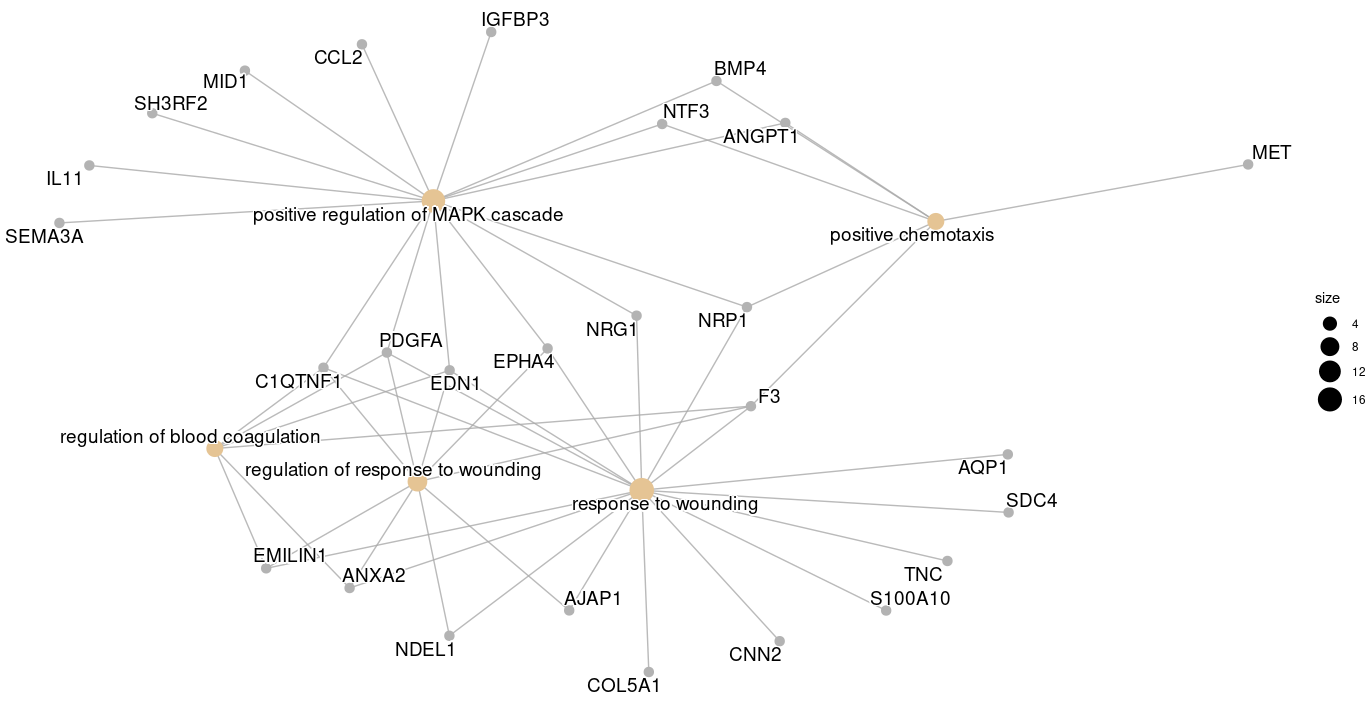 IGFBP3
CCL2
BMP4
MID1
SH3RF2
NTF3
ANGPT1
MET
IL11
positive regulation of MAPK cascade
SEMA3A
positive chemotaxis
size
4
8
12
16
NRG1
NRP1
PDGFA
EPHA4
C1QTNF1
EDN1
F3
regulation of blood coagulation
regulation of response to wounding
AQP1
response to wounding
SDC4
EMILIN1
ANXA2
TNC
AJAP1
S100A10
NDEL1
CNN2
COL5A1